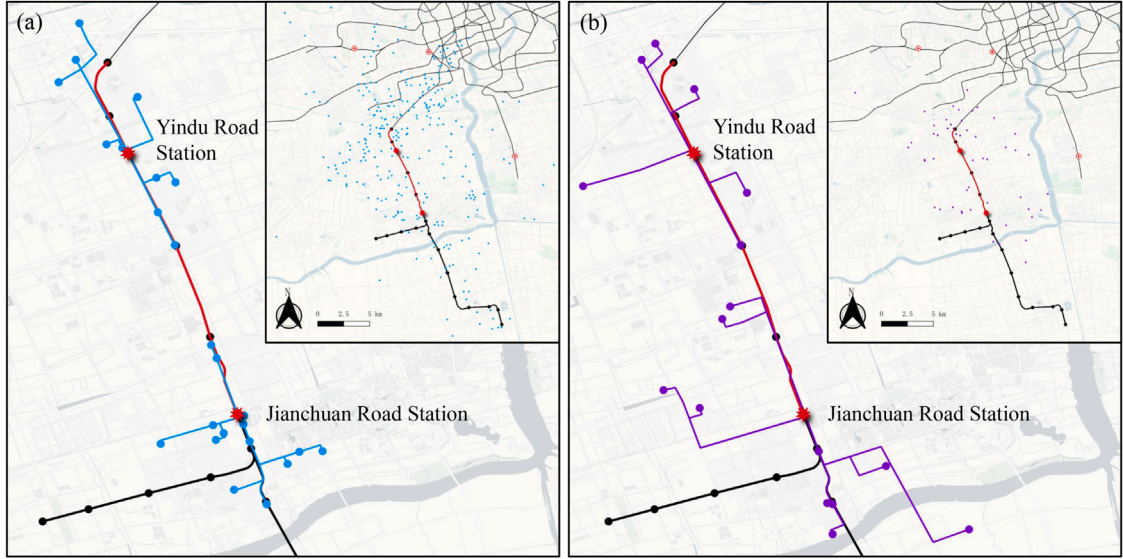 (a)
Yindu Road
Station
Jianchuan Road Station
N
0 2.5 5 km
(b)
Yindu Road
Station
Jianchuan Road Station
N
0 2.5 5 km